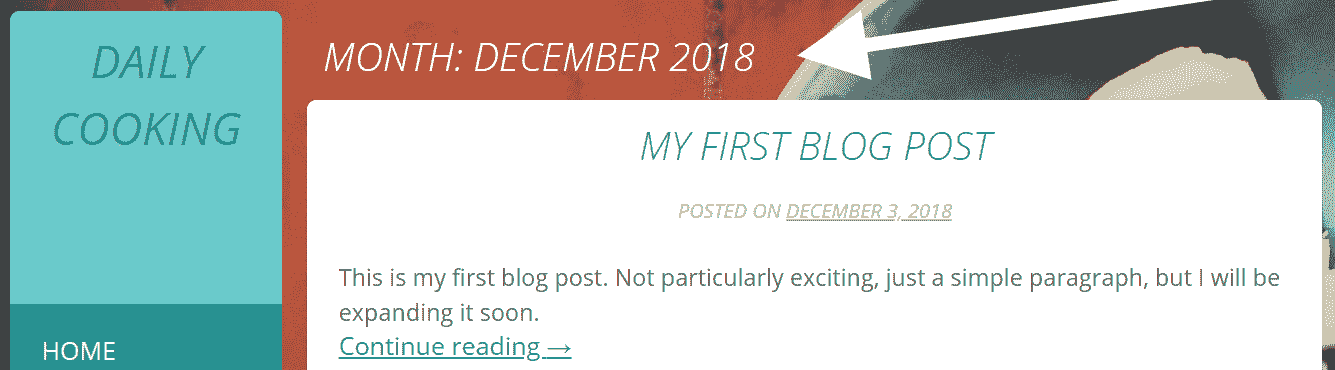 DAILY
COOKING
HOME
MONTH: DECEMBER 2018
MY FIRST BLOG POST
POSTED ON DECEMBER 3, 2018
This is my first blog post. Not particularly exciting, just a simple paragraph, but I will be
expanding it soon.
Continue reading →